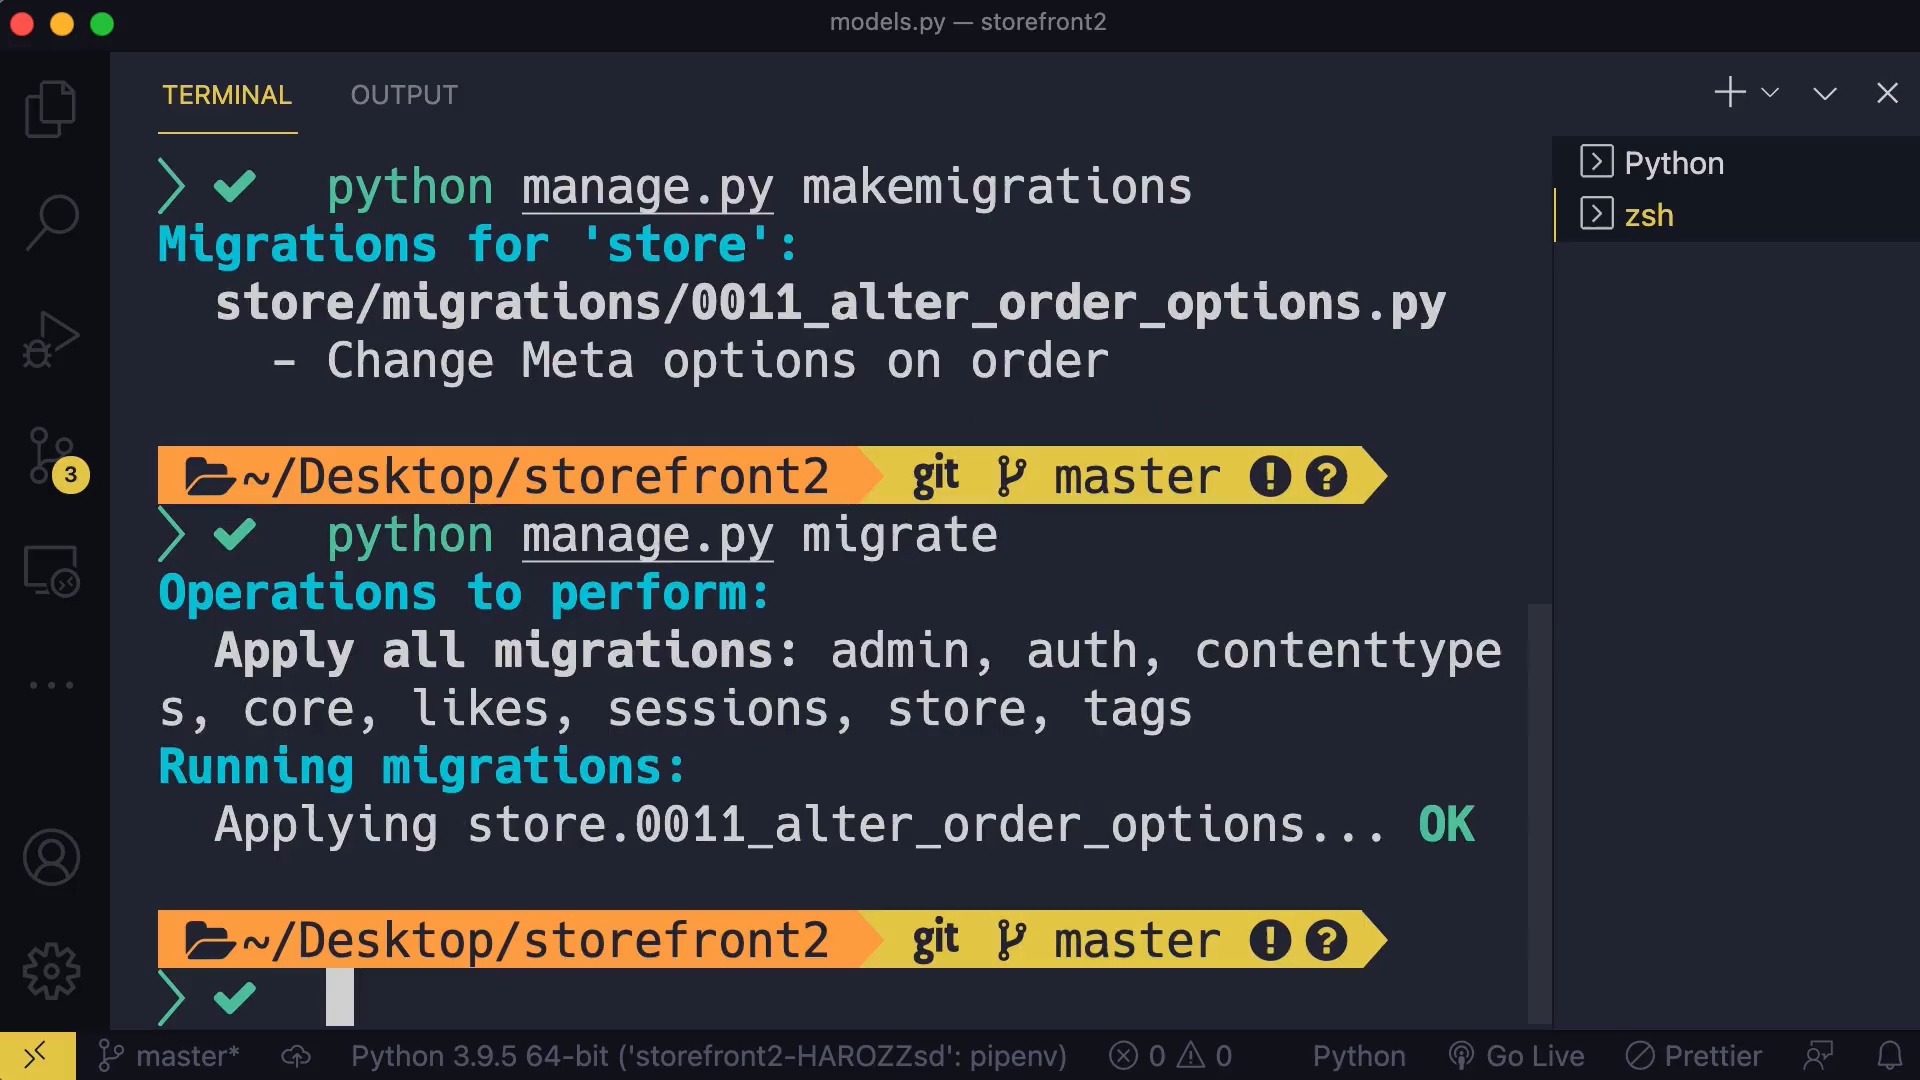 models.py — storefront2
TERMINAL OUTPUT
python manage.py makemigrations
Migrations for 'store':
store/migrations/0011_alter_order_options.py
- Change Meta options on order
~/Desktop/storefront2 git master
python manage.py migrate
Operations to perform:
Apply all migrations: admin, auth, contenttype
s, core, likes, sessions, store, tags
Running migrations:
Applying store.0011_alter_order_options... OK
~/Desktop/storefront2 git master
Python
zsh
3
master* Python 3.9.5 64-bit ('storefront2-HAROZZsd': pipenv) 0 0 Python Go Live Prettier